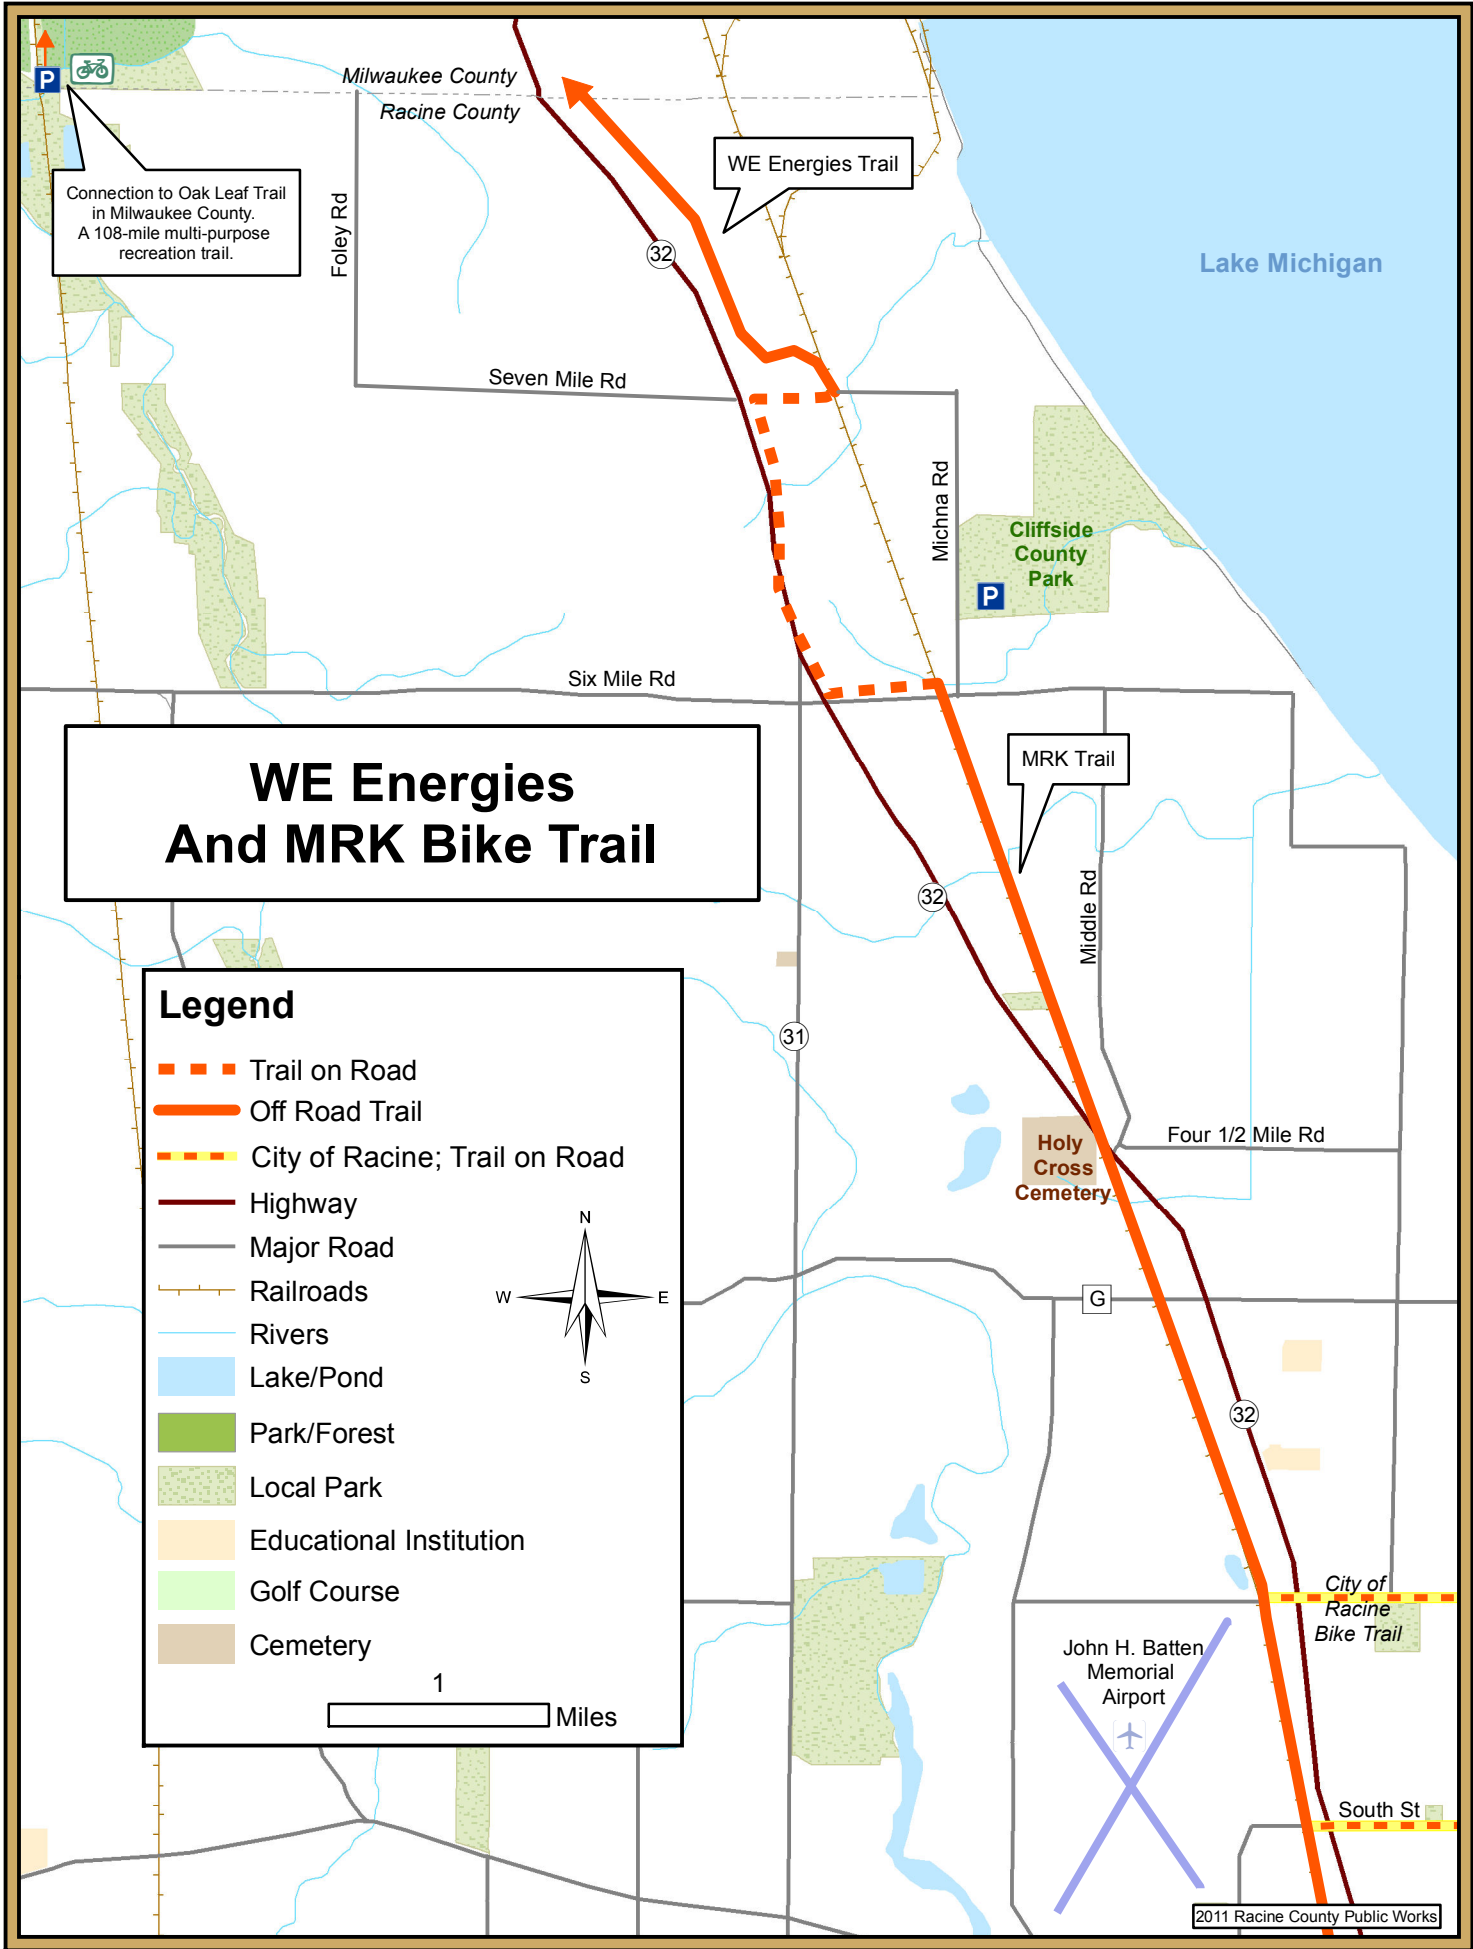 Milwaukee County
Racine County
P
Connection to Oak Leaf Trail
in Milwaukee County.
A 108-mile multi-purpose
recreation trail.
Foley Rd
WE Energies Trail
32
Lake Michigan
Seven Mile Rd
Michna Rd
Cliffside
County
Park
P
Six Mile Rd
WE Energies
And MRK Bike Trail
MRK Trail
32
Middle Rd
31
Legend
Trail on Road
Off Road Trail
City of Racine; Trail on Road
Highway
Major Road
Railroads
Rivers
Lake/Pond
Park/Forest
Local Park
Educational Institution
Golf Course
Cemetery
N
W
E
S
1
Miles
Holy
Cross
Cemetery
Four 1/2 Mile Rd
G
32
City of
Racine
Bike Trail
John H. Batten
Memorial
Airport
South St
2011 Racine County Public Works